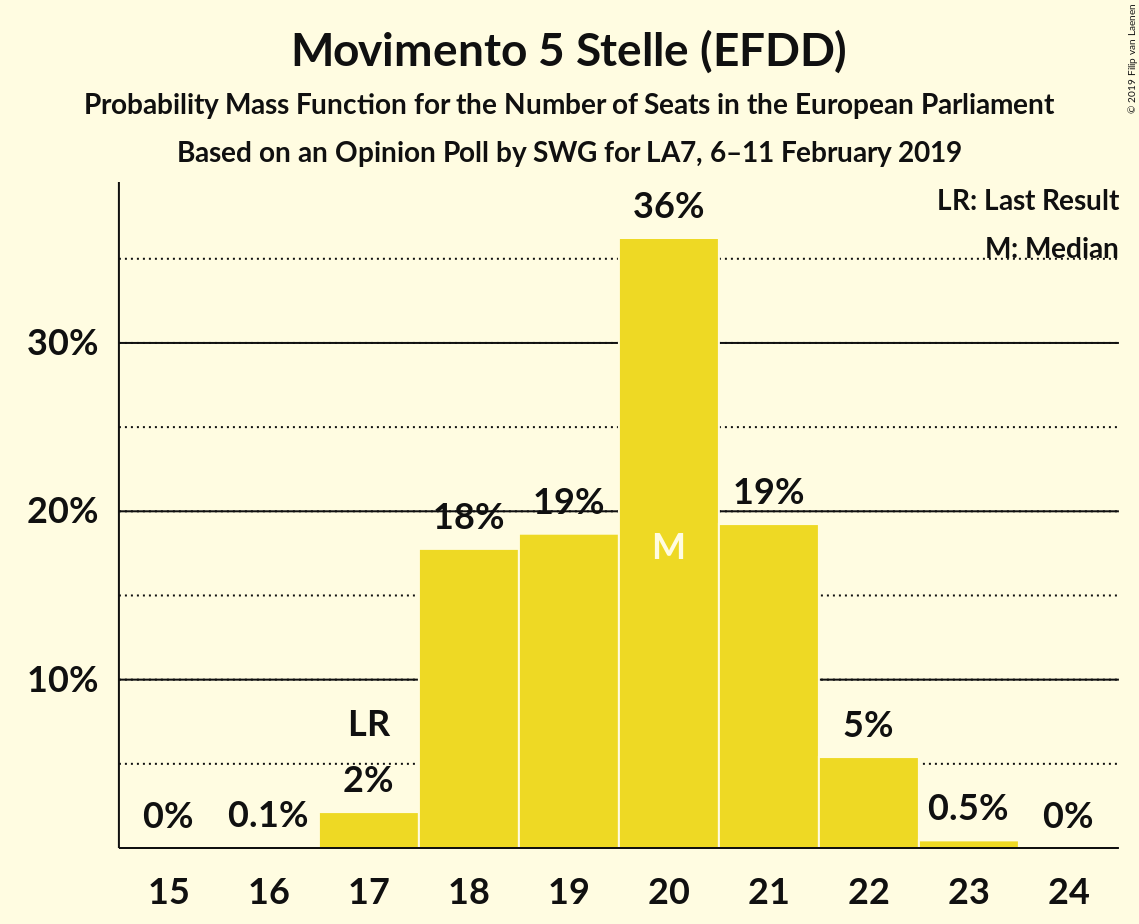 Movimento 5 Stelle (EFDD)
Probability Mass Function for the Number of Seats in the European Parliament
Based on an Opinion Poll by SWG for LA7, 6–11 February 2019
© 2019 Filip van Laenen
LR: Last Result
M: Median
36%
30%
20%
18%
19%
19%
M
10%
LR
2%
5%
0%
0.1%
0.5%
0%
15 16 17 18 19 20 21 22 23 24